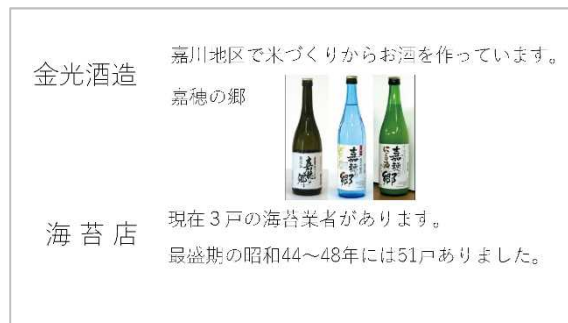 金光酒造
嘉川地区で米づくりからお酒を作っています。
嘉穂の郷
嘉穂
郷
海苔店
現在３戸の海苔業者があります。
最盛期の昭和44～48年には51戸ありました。